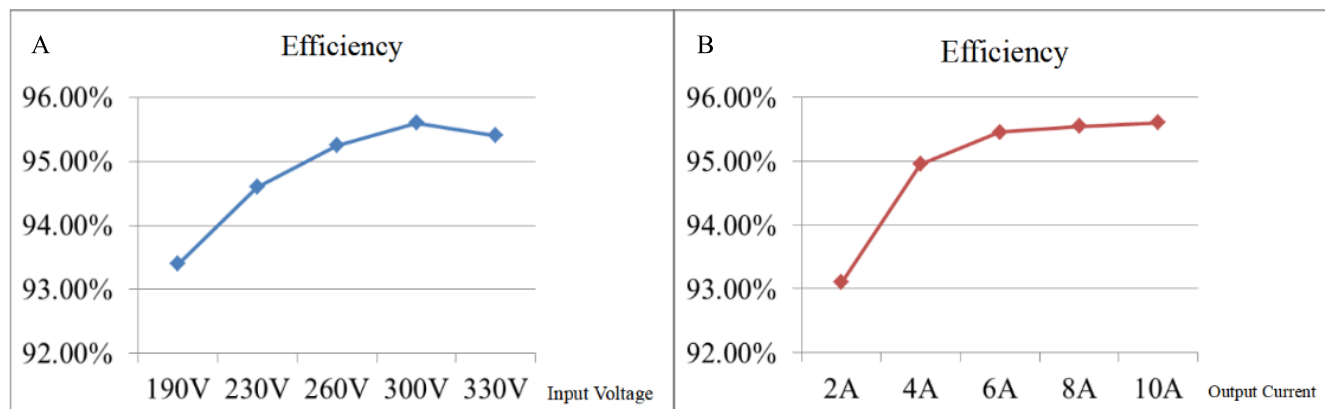 A
Efficiency
96.00%
95.00%
94.00%
93.00%
92.00%
190V 230V 260V 300V 330V Input Voltage
B
Efficiency
96.00%
95.00%
94.00%
93.00%
92.00%
2A 4A 6A 8A 10A Output Current